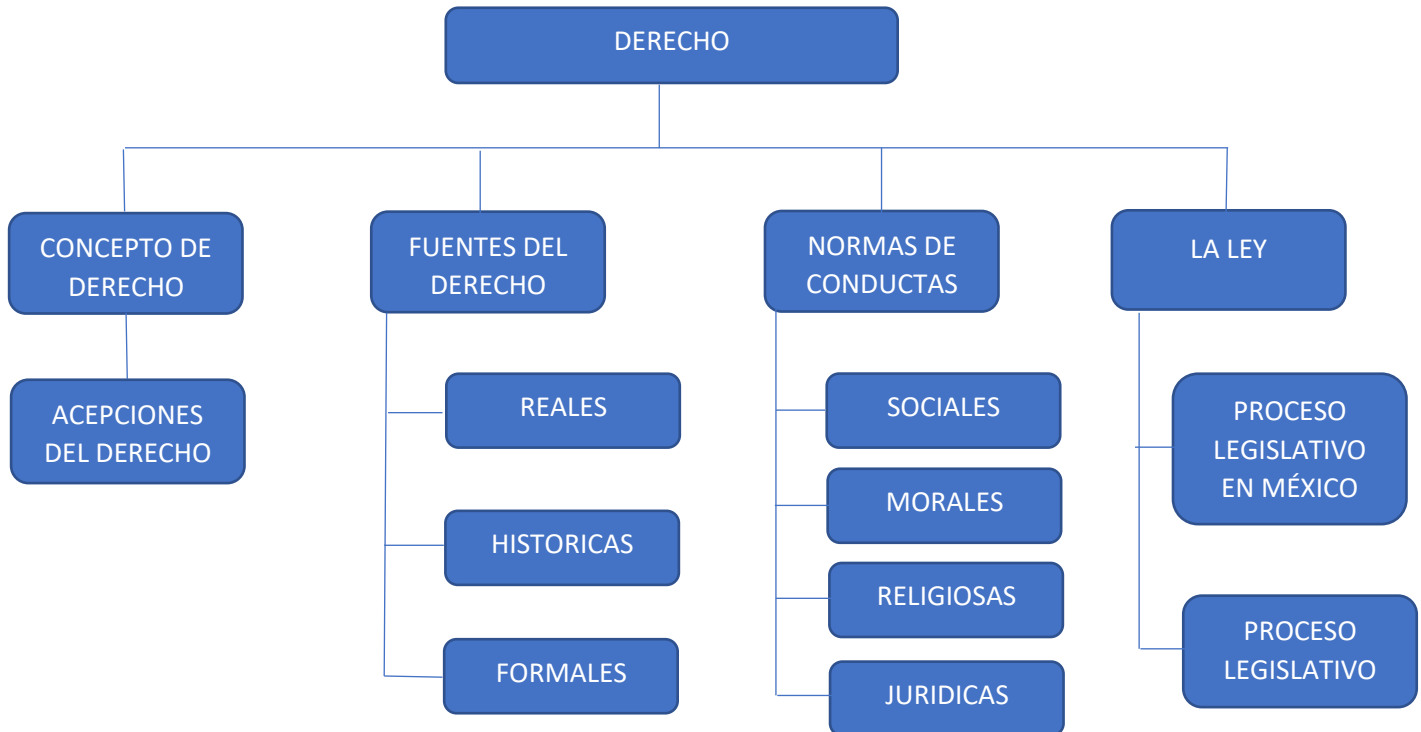 DERECHO
CONCEPTO DE
DERECHO
ACEPCIONES
DEL DERECHO
FUENTES DEL
DERECHO
REALES
HISTORICAS
FORMALES
NORMAS DE
CONDUCTAS
SOCIALES
MORALES
RELIGIOSAS
JURIDICAS
LA LEY
PROCESO
LEGISLATIVO
EN MÉXICO
PROCESO
LEGISLATIVO